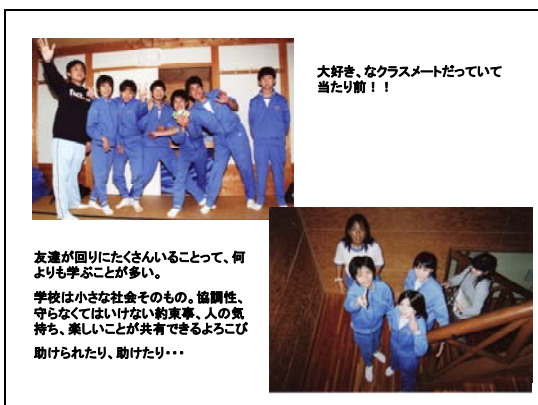 大好き、なクラスメートだっていて
当たり前！！
友達が回りにたくさんいることって、何
よりも学ぶことが多い。
学校は小さな社会そのもの。協調性、
守らなくてはいけない約束事、人の気
持ち、楽しいことが共有できるよろこび
助けられたり、助けたり・・・